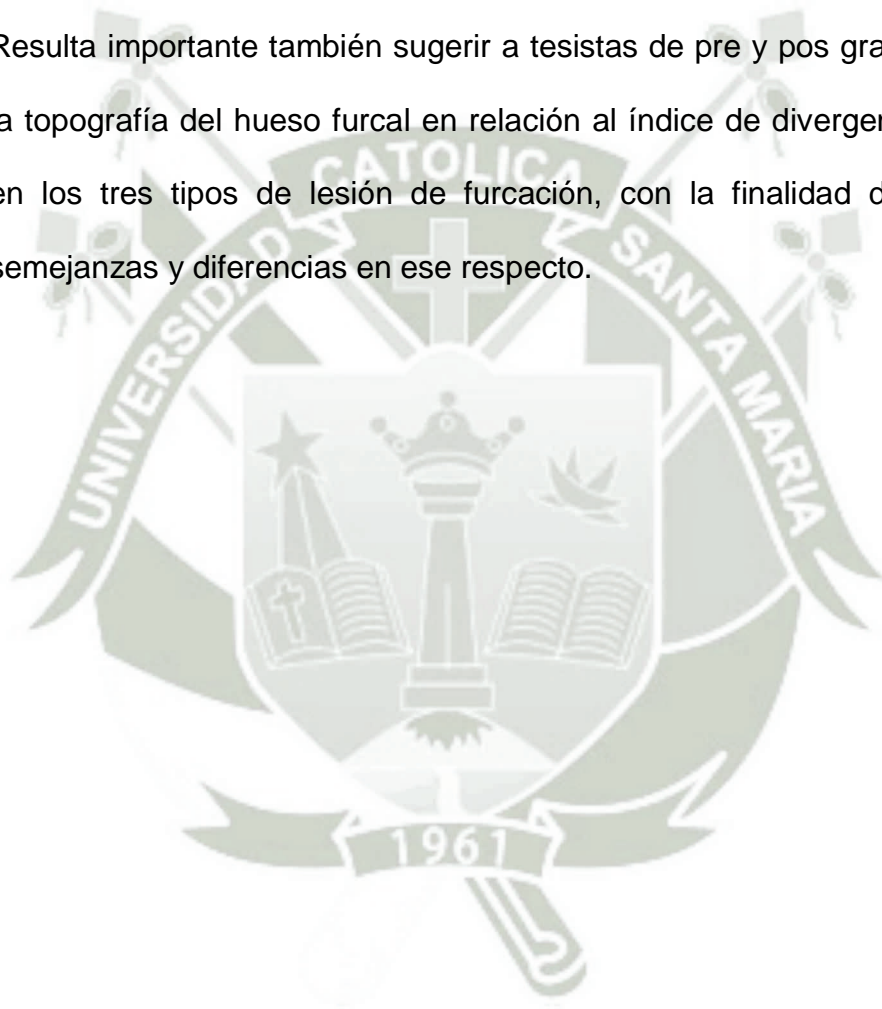 Resulta importante también sugerir a tesistas de pre y pos gra
a topografía del hueso furcal en relación al índice de diverger
en los tres tipos de lesión de furcación, con la finalidad d
semejanzas y diferencias en ese respecto.
UNIVERSIDAD CATOLICA SANTA MARIA
1961